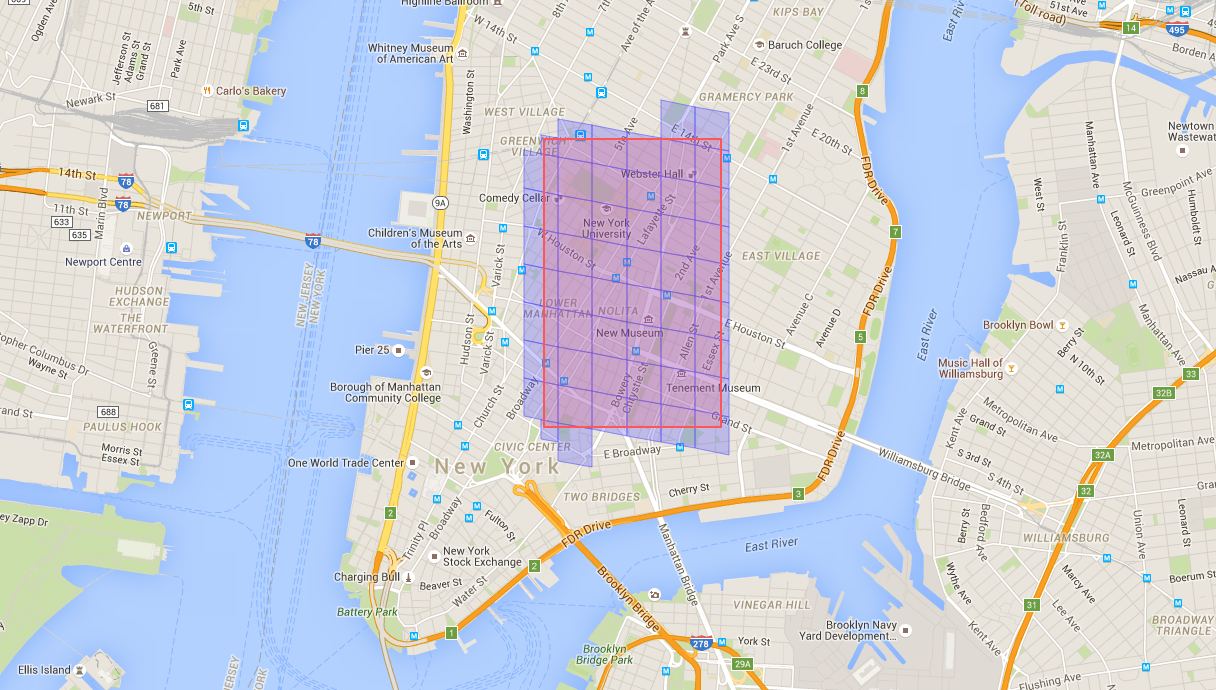 Highline Ballroom
5th St
8th
7th
Ogden Ave
Jefferson St
Adams St
Grand St
Park Ave
W 14th St
Ave of the A
Park Ave S
KIPS BAY
51st Ave
(Toll road)
East Riv
14
495
Borden A
Whitney Museum
of American Art
Baruch College
E 23rd St
Newark St
681
Carlo's Bakery
Washington St
WEST VILLAGE
GRAMERCY PARK
8
GREENWICH
VILLAGE
5th Ave
E 14th St
1st Avenue
E 20th St
Manhattan Ave
Newtown
Wastewat
14th St
78
11th St
78
633
635
Marin Blvd
NEWPORT
9A
Webster Hall
Comedy Cellar
FDR Drive
West St
McGuinness Blvd
Greenpoint Ave
Humboldt St
Leonard St
Newport Centre
78
Children's Museum
of the Arts
Varick St
New York
University
Lafayette St
W Houston St
2nd Ave
1st Avenue
EAST VILLAGE
7
Franklin St
Nassau A
HUDSON
EXCHANGE
THE
WATERFRONT
NEW JERSEY
NEW YORK
FDR Drive
LOWER
MANHATTAN
NOLITA
New Museum
E Houston St
Avenue C
Avenue D
East River
Brooklyn Bowl
Manhattan Ave
topher Columbus Dr
Wayne St
Greene St
Pier 25
Hudson St
Varick St
Allen St
Essex St
5
Berry St
N 10th St
Music Hall of
Williamsburg
33
32B
Borough of Manhattan
Community College
Church St
Broadway
Bowery
Chrystie St
Tenement Museum
688
PAULUS HOOK
Grand St
Metropolitan Ave
Grand St
Kent Ave
Metropolitan Av
Morris St
Essex St
CIVIC CENTER
E Broadway
FDR Drive
Williamsburg Bridge
S 3rd St
S 4th St
32A
One World Trade Center
New York
TWO BRIDGES
Cherry St
3
32
Berry St
Bedford Ave
Union Ave
Leonard St
ey Zapp Dr
2
Trinity Pl
Broadway
Fulton St
FDR Drive
Manhattan Bridge
East River
WILLIAMSBURG
New York
Stock Exchange
Charging Bull
Beaver St
Water St
2
Brooklyn Bridge
Wythe Ave
Marcy Ave
Lee Ave
Boerum St
Battery Park
1
VINEGAR HILL
31
BROADWAY
TRIANGLE
Brooklyn Navy
Yard Development...
Kent Ave
York St
278
29A
Brooklyn
Bridge Park
Ellis Island
JERSEY
YORK
Flushing Ave